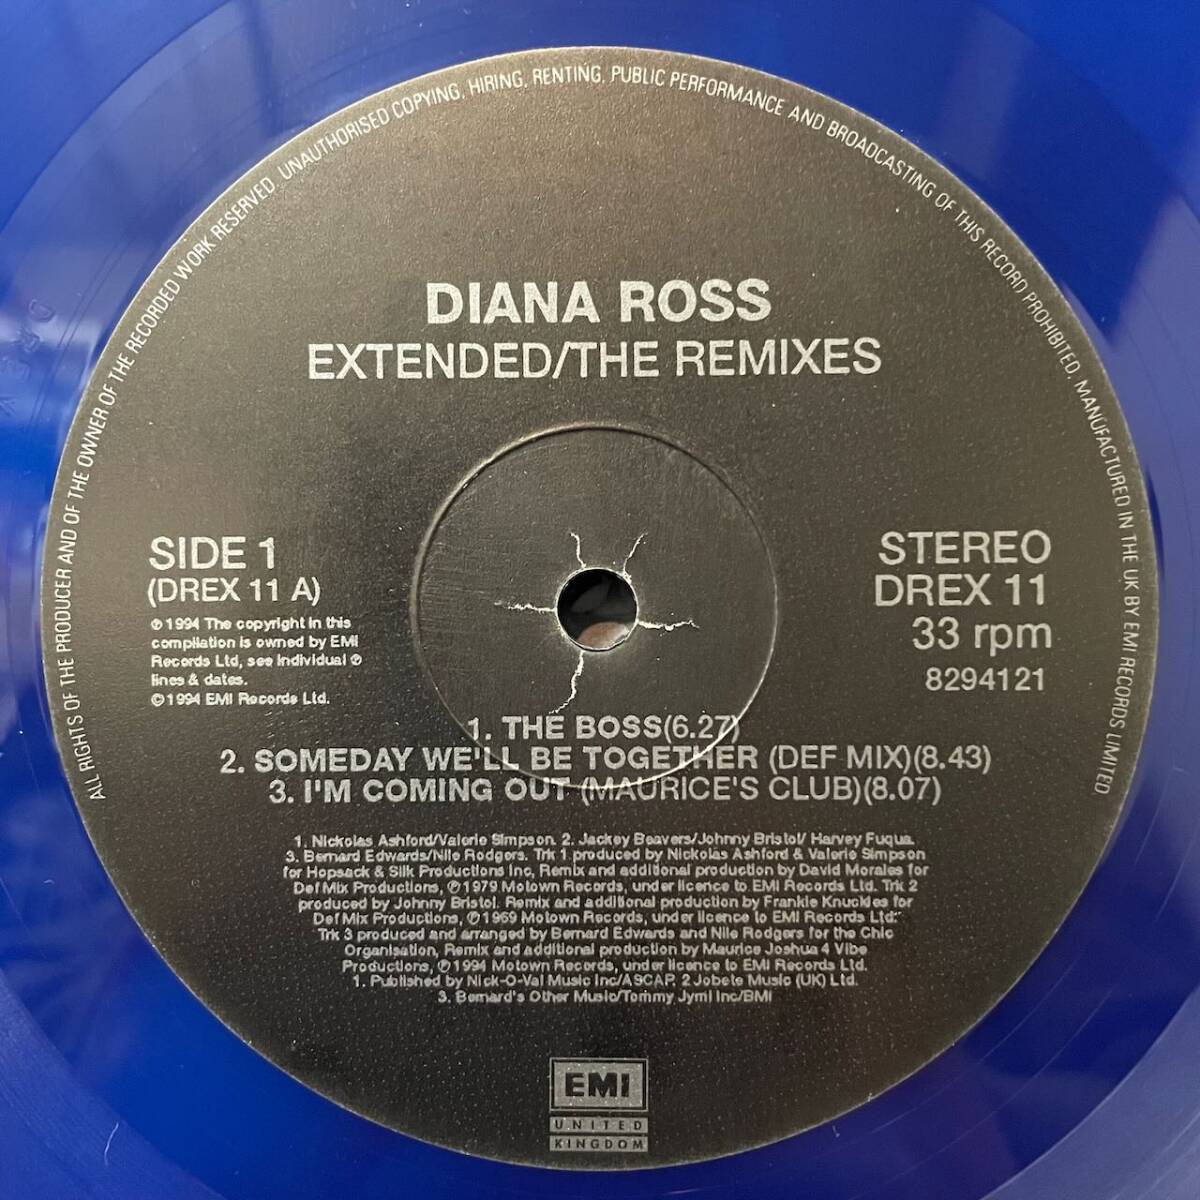 ALL RIGHTS OF THE PRODUCER AND OF THE OWNER OF THE RECORDED WORK RESERVED. UNAUTHORISED COPYING, HIRING, RENTING, PUBLIC PERFORMANCE AND BROADCASTING OF THIS RECORD PROHIBITED. MANUFACTURED IN THE UK BY EMI RECORDS LIMITED
DIANA ROSS
EXTENDED/THE REMIXES
SIDE 1
(DREX 11 A)
℗ 1994 The copyright in this
compilation is owned by EMI
Records Ltd, see individual ℗
lines & dates.
© 1994 EMI Records Ltd.
STEREO
DREX 11
33 rpm
8294121
1. THE BOSS(6.27)
2. SOMEDAY WE'LL BE TOGETHER (DEF MIX)(8.43)
3. I'M COMING OUT (MAURICE'S CLUB)(8.07)
1. Nickolas Ashford/Valerie Simpson. 2. Jackey Beavers/Johnny Bristol/ Harvey Fuqua.
3. Bernard Edwards/Nile Rodgers. Trk 1 produced by Nickolas Ashford & Valerie Simpson
for Hopsack & Silk Productions Inc, Remix and additional production by David Morales for
Def Mix Productions, ℗ 1979 Motown Records, under licence to EMI Records Ltd. Trk 2
produced by Johnny Bristol. Remix and additional production by Frankie Knuckles for
Def Mix Productions, ℗ 1969 Motown Records, under licence to EMI Records Ltd.
Trk 3 produced and arranged by Bernard Edwards and Nile Rodgers for the Chic
Organisation, Remix and additional production by Maurice Joshua 4 Vibe
Productions, ℗ 1994 Motown Records, under licence to EMI Records Ltd.
1. Published by Nick-O-Val Music Inc/ASCAP, 2 Jobete Music (UK) Ltd.
3. Bernard's Other Music/Tommy Jymi Inc/BMI
EMI
UNITED
KINGDOM